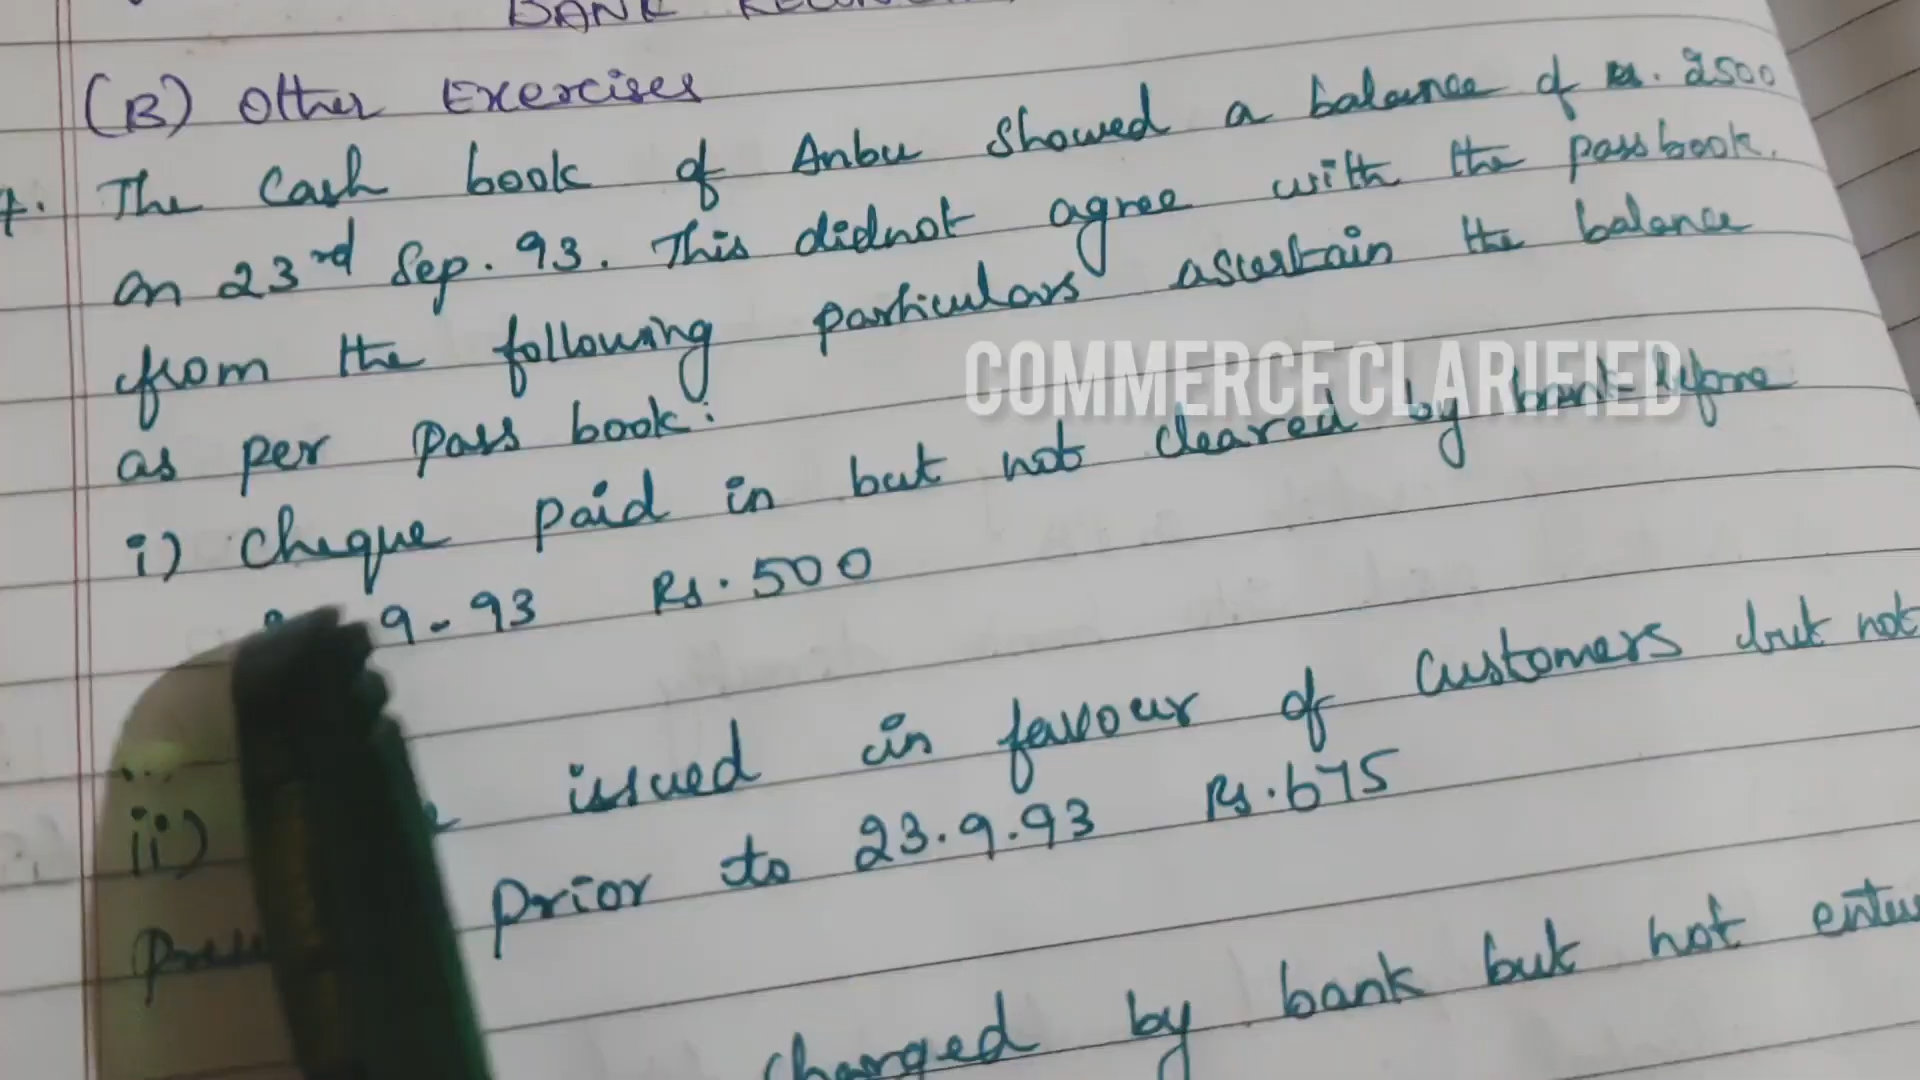 BANK
(B) Other Exercises
7. The Cash book of Anbu showed a balance of Rs. 2500
on 23rd Sep. 93. This didnot agree with the passbook.
from the following particulars ascertain the balance
as per pass book:
COMMERCE CLARIFIED
i) Cheque paid in but not cleared by bank before
9-93 Rs. 500
ii) issued in favour of customers but not
prior to 23.9.93 Rs. 675
charged by bank but not